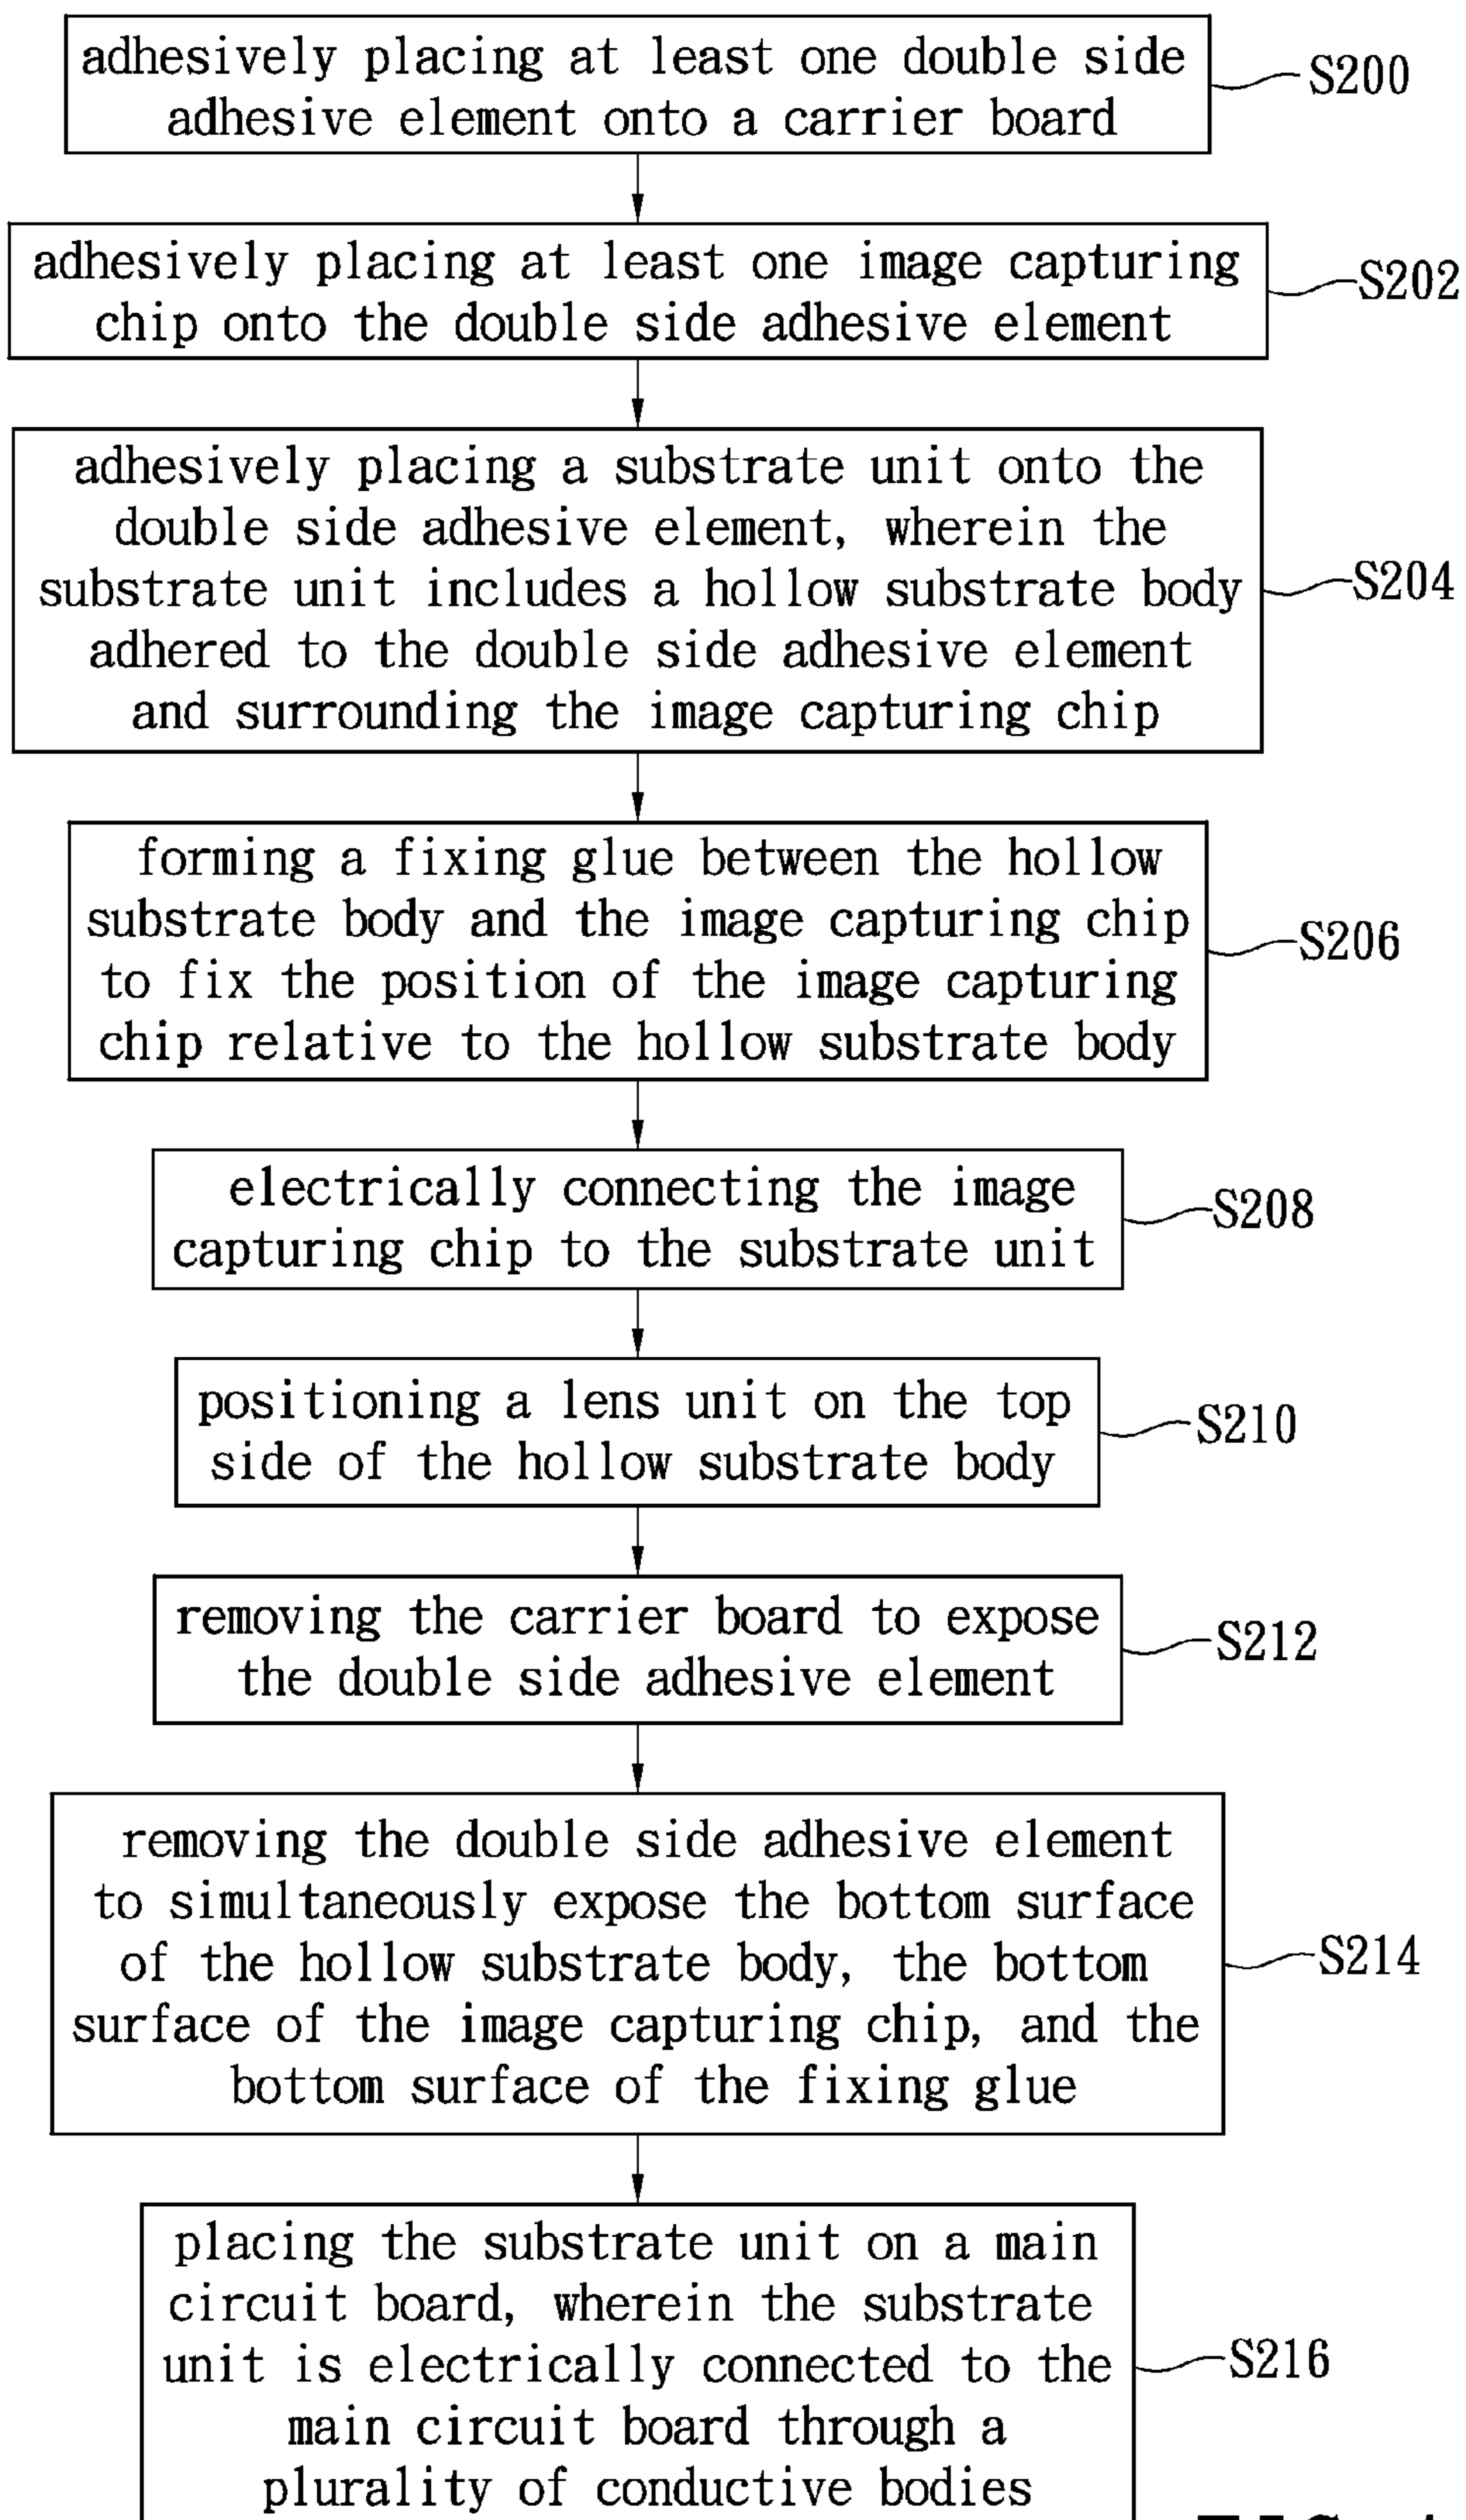 adhesively placing at least one double side
adhesive element onto a carrier board
S200
adhesively placing at least one image capturing
chip onto the double side adhesive element
S202
adhesively placing a substrate unit onto the
double side adhesive element, wherein the
substrate unit includes a hollow substrate body
adhered to the double side adhesive element
and surrounding the image capturing chip
S204
forming a fixing glue between the hollow
substrate body and the image capturing chip
to fix the position of the image capturing
chip relative to the hollow substrate body
S206
electrically connecting the image
capturing chip to the substrate unit
S208
positioning a lens unit on the top
side of the hollow substrate body
S210
removing the carrier board to expose
the double side adhesive element
S212
removing the double side adhesive element
to simultaneously expose the bottom surface
of the hollow substrate body, the bottom
surface of the image capturing chip, and the
bottom surface of the fixing glue
S214
placing the substrate unit on a main
circuit board, wherein the substrate
unit is electrically connected to the
main circuit board through a
plurality of conductive bodies
S216